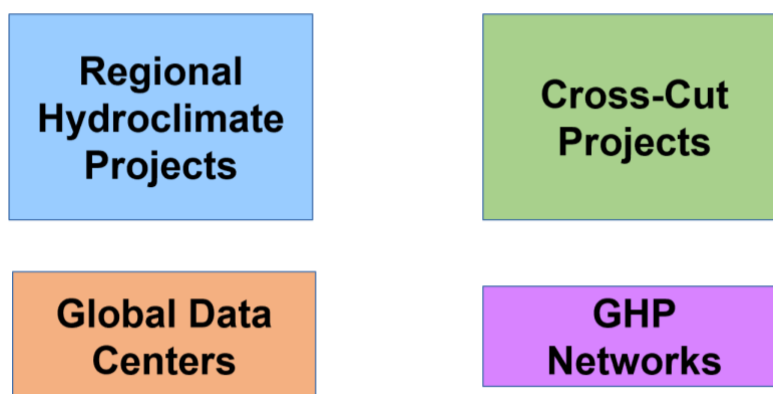 Regional
Hydroclimate
Projects
Cross-Cut
Projects
Global Data
Centers
GHP
Networks